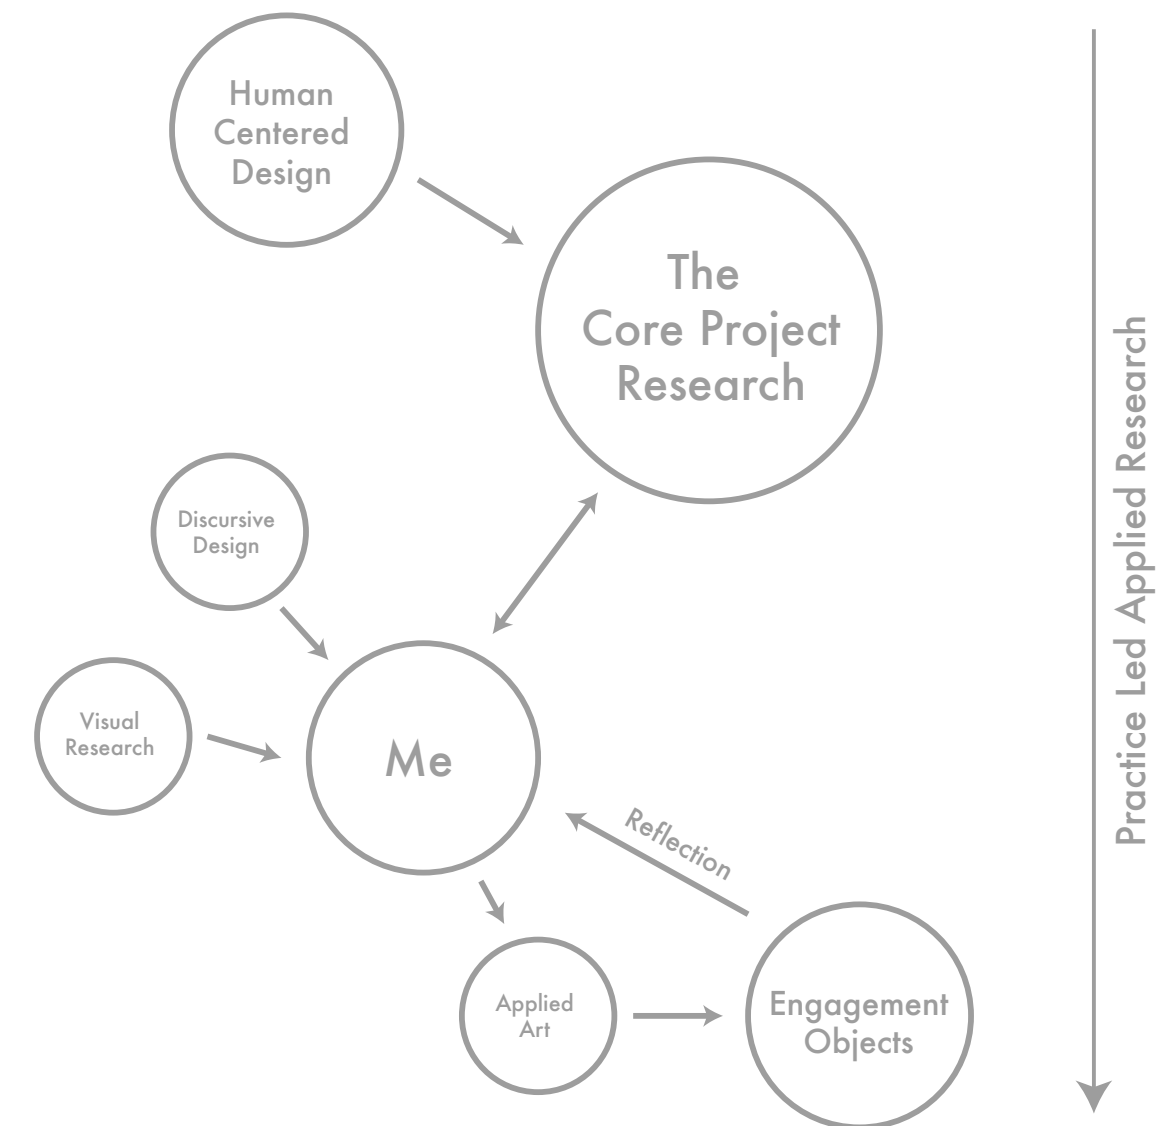 Human
Centered
Design
The
Core Project
Research
Discursive
Design
Visual
Research
Me
Reflection
Applied
Art
Engagement
Objects
Practice Led Applied Research